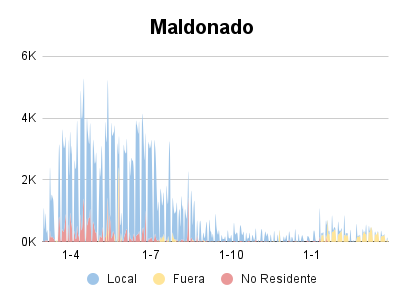 Maldonado
6K
4K
2K
0K
1-4 1-7 1-10 1-1
Local Fuera No Residente